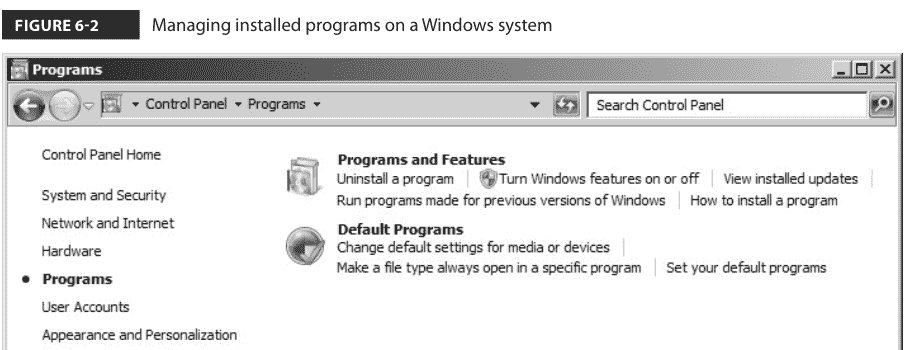 FIGURE 6-2 Managing installed programs on a Windows system
Programs
Control Panel Programs Search Control Panel
Control Panel Home
System and Security
Network and Internet
Hardware
Programs
User Accounts
Appearance and Personalization
Programs and Features
Uninstall a program Turn Windows features on or off View installed updates
Run programs made for previous versions of Windows How to install a program
Default Programs
Change default settings for media or devices
Make a file type always open in a specific program Set your default programs